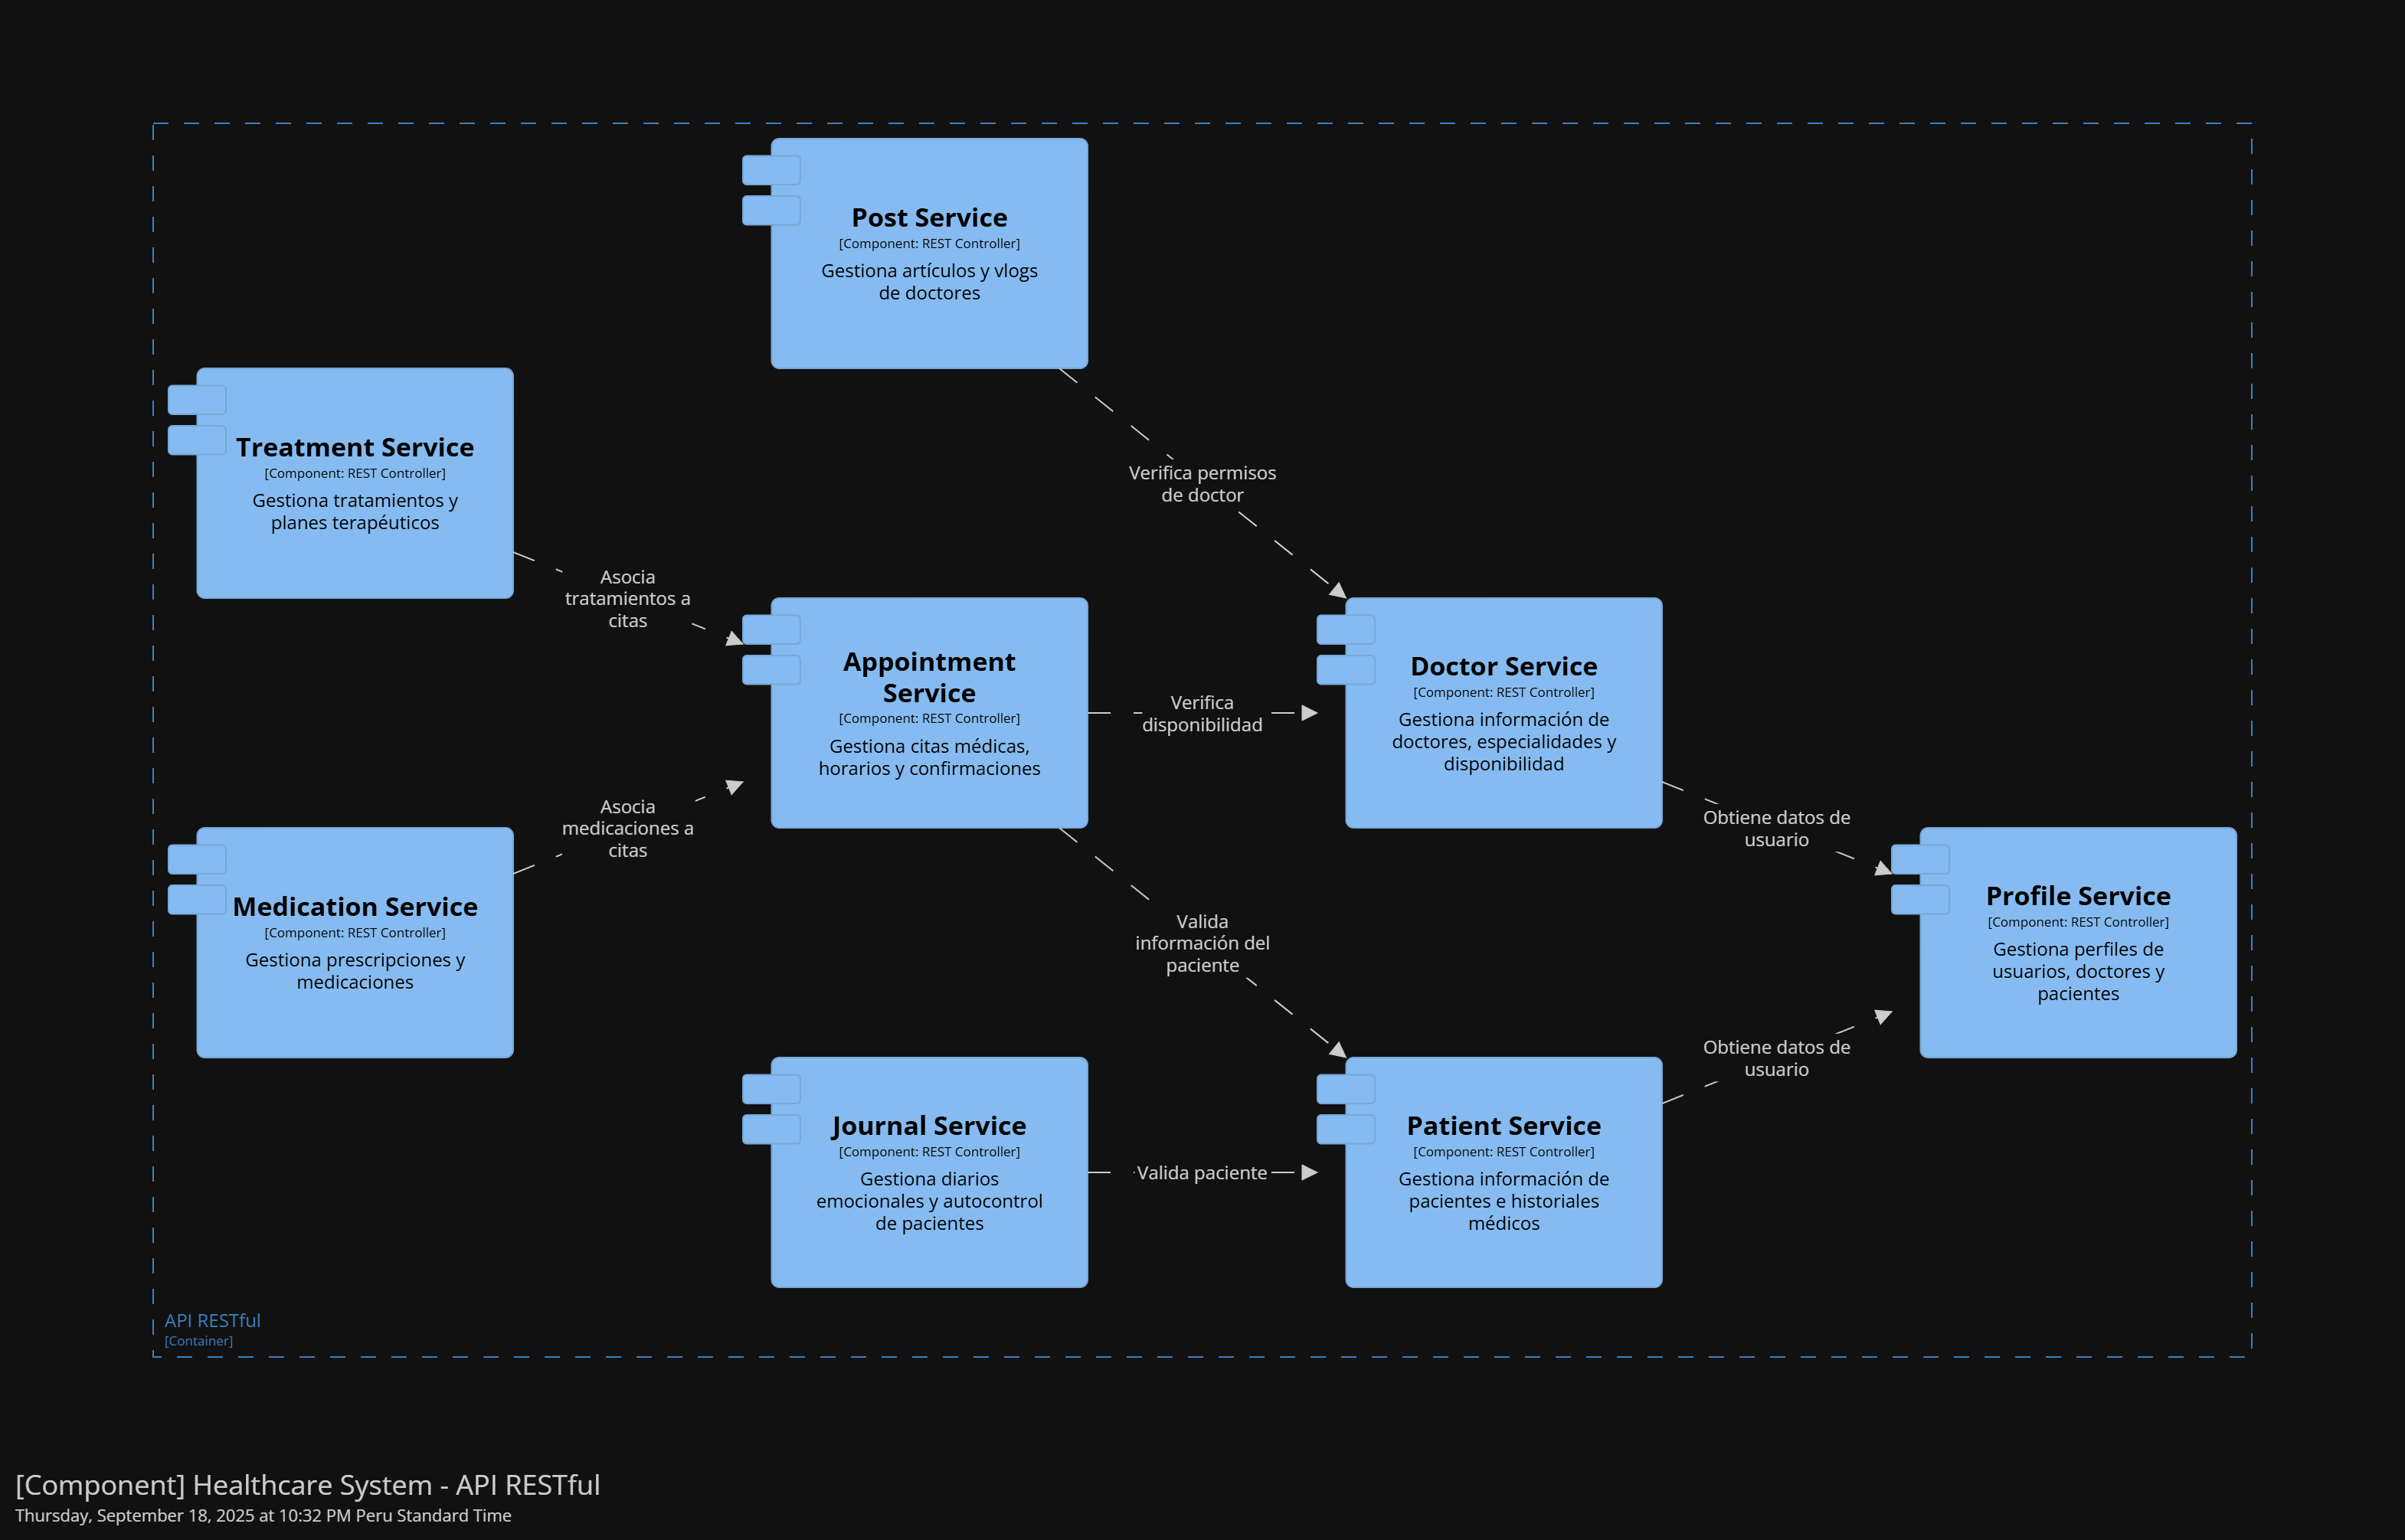 Post Service
[Component: REST Controller]
Gestiona artículos y vlogs
de doctores
Treatment Service
[Component: REST Controller]
Gestiona tratamientos y
planes terapéuticos
Verifica permisos
de doctor
Asocia
tratamientos a
citas
Appointment
Service
[Component: REST Controller]
Gestiona citas médicas,
horarios y confirmaciones
Verifica
disponibilidad
Doctor Service
[Component: REST Controller]
Gestiona información de
doctores, especialidades y
disponibilidad
Asocia
medicaciones a
citas
Obtiene datos de
usuario
Medication Service
[Component: REST Controller]
Gestiona prescripciones y
medicaciones
Valida
información del
paciente
Profile Service
[Component: REST Controller]
Gestiona perfiles de
usuarios, doctores y
pacientes
Obtiene datos de
usuario
Journal Service
[Component: REST Controller]
Gestiona diarios
emocionales y autocontrol
de pacientes
Valida paciente
Patient Service
[Component: REST Controller]
Gestiona información de
pacientes e historiales
médicos
API RESTful
[Container]
[Component] Healthcare System - API RESTful
Thursday, September 18, 2025 at 10:32 PM Peru Standard Time